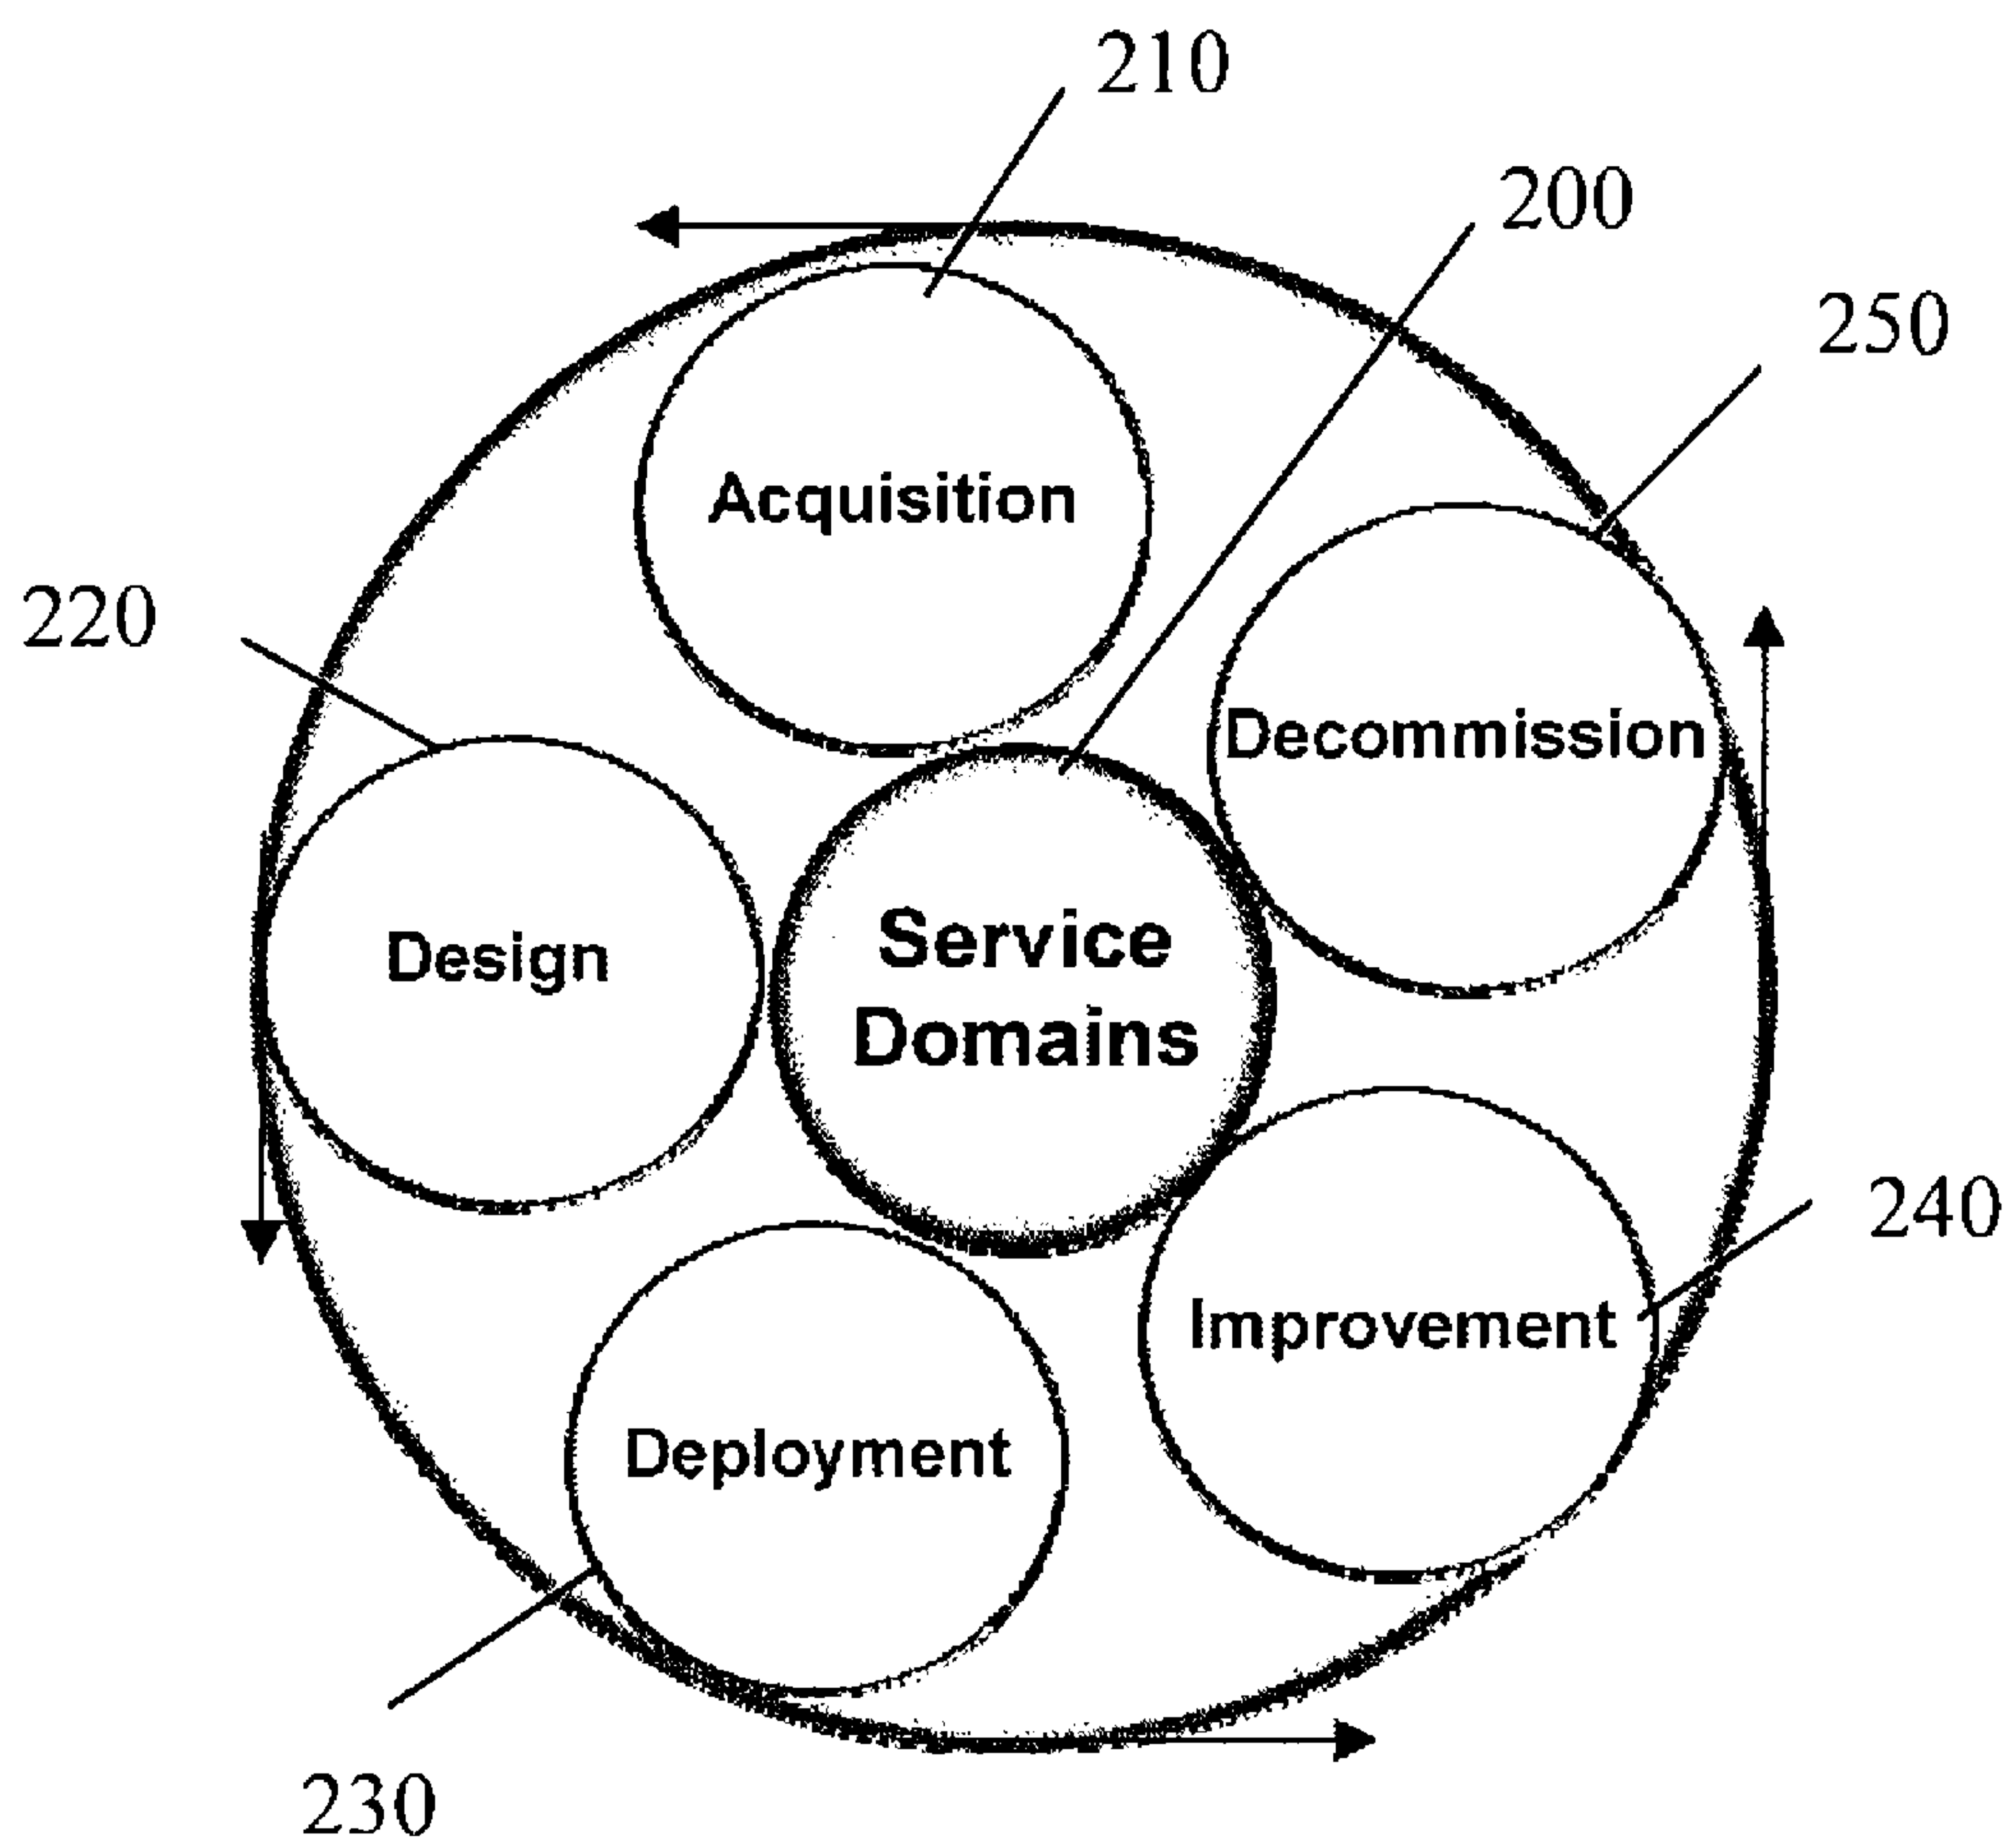 210
200
250
Acquisition
220
Decommission
Service
Domains
Design
240
Improvement
Deployment
230